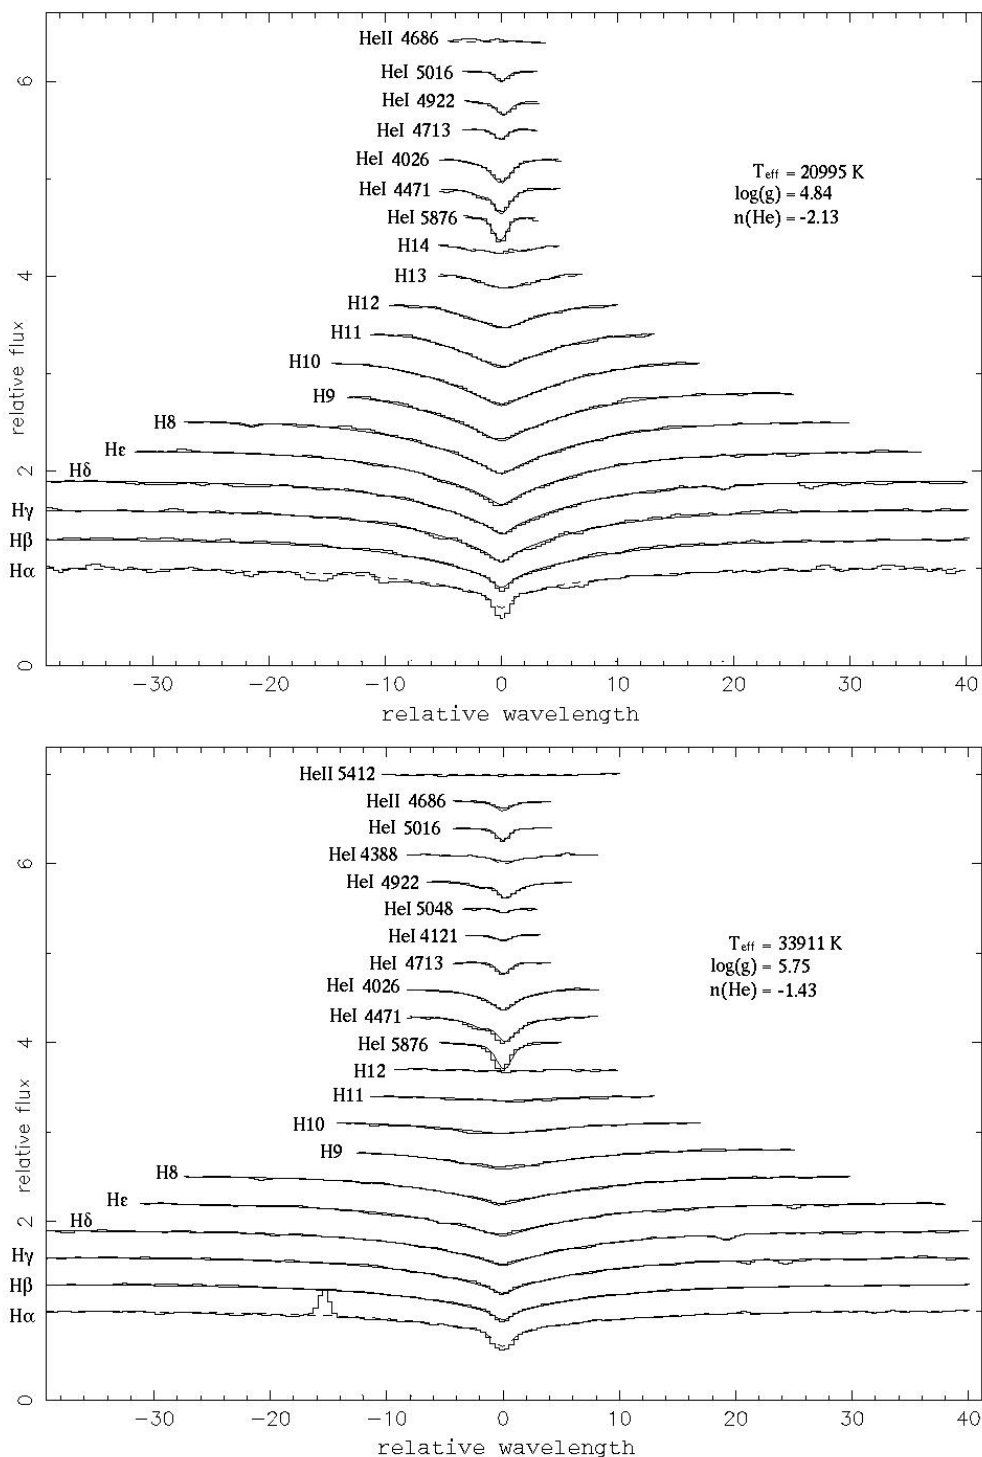 HeII 4686
6
HeI 5016
HeI 4922
HeI 4713
HeI 4026
T eff = 20995 K
HeI 4471
log(g) = 4.84
HeI 5876
n(He) = -2.13
H14
4
H13
H12
H11
relative flux
H10
H9
H8
Hε
2
Hδ
Hγ
Hβ
Hα
0
−30 −20 −10 0 10 20 30 40
relative wavelength
HeII 5412
HeII 4686
HeI 5016
6
HeI 4388
HeI 4922
HeI 5048
HeI 4121
T eff = 33911 K
HeI 4713
log(g) = 5.75
HeI 4026
n(He) = -1.43
HeI 4471
4
HeI 5876
H12
H11
relative flux
H10
H9
H8
Hε
2
Hδ
Hγ
Hβ
Hα
0
−30 −20 −10 0 10 20 30 40
relative wavelength